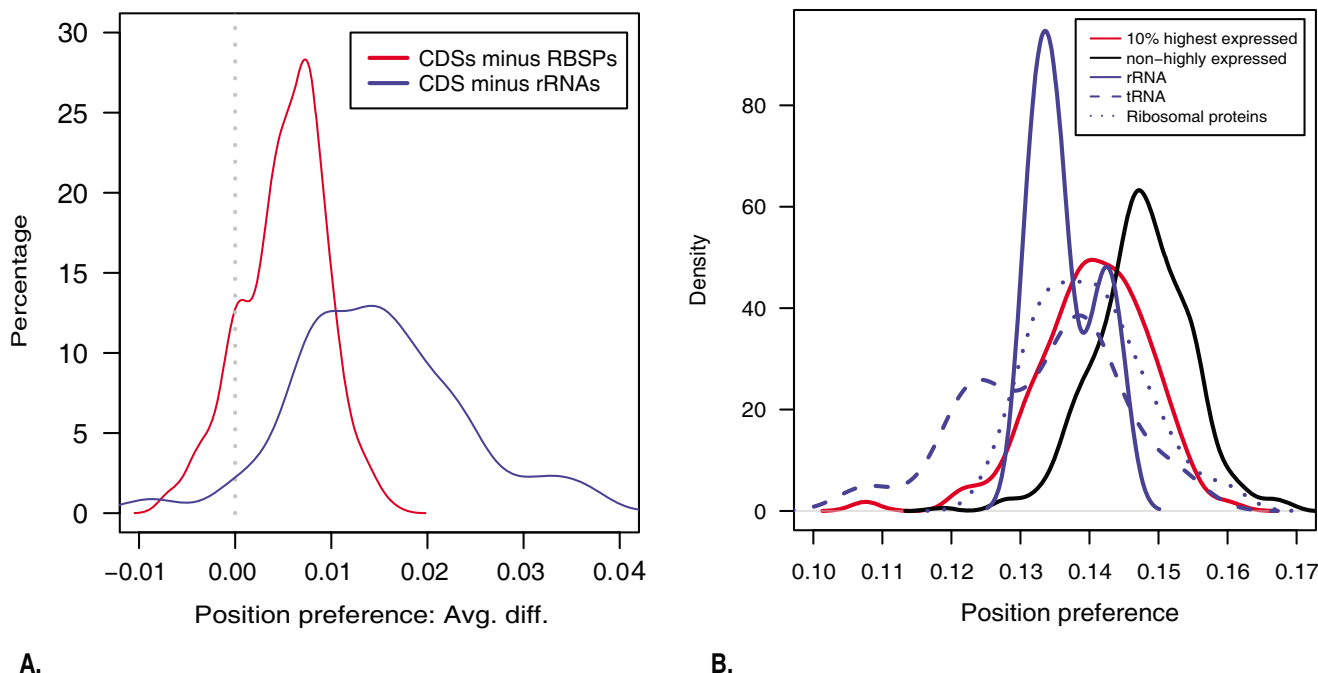 30
25
20
15
10
5
0
Percentage
CDSs minus RBSPs
CDS minus rRNAs
−0.01 0.00 0.01 0.02 0.03 0.04
Position preference: Avg. diff.
A.
80
60
40
20
0
Density
10% highest expressed
non−highly expressed
rRNA
tRNA
Ribosomal proteins
0.10 0.11 0.12 0.13 0.14 0.15 0.16 0.17
Position preference
B.